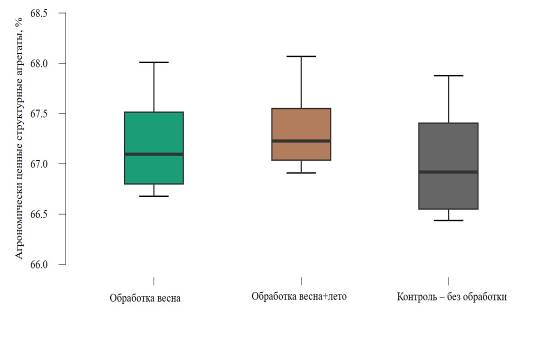 Агрономически ценные структурные агрегаты, %
68.5
68.0
67.5
67.0
66.5
66.0
Обработка весна
Обработка весна+лето
Контроль – без обработки